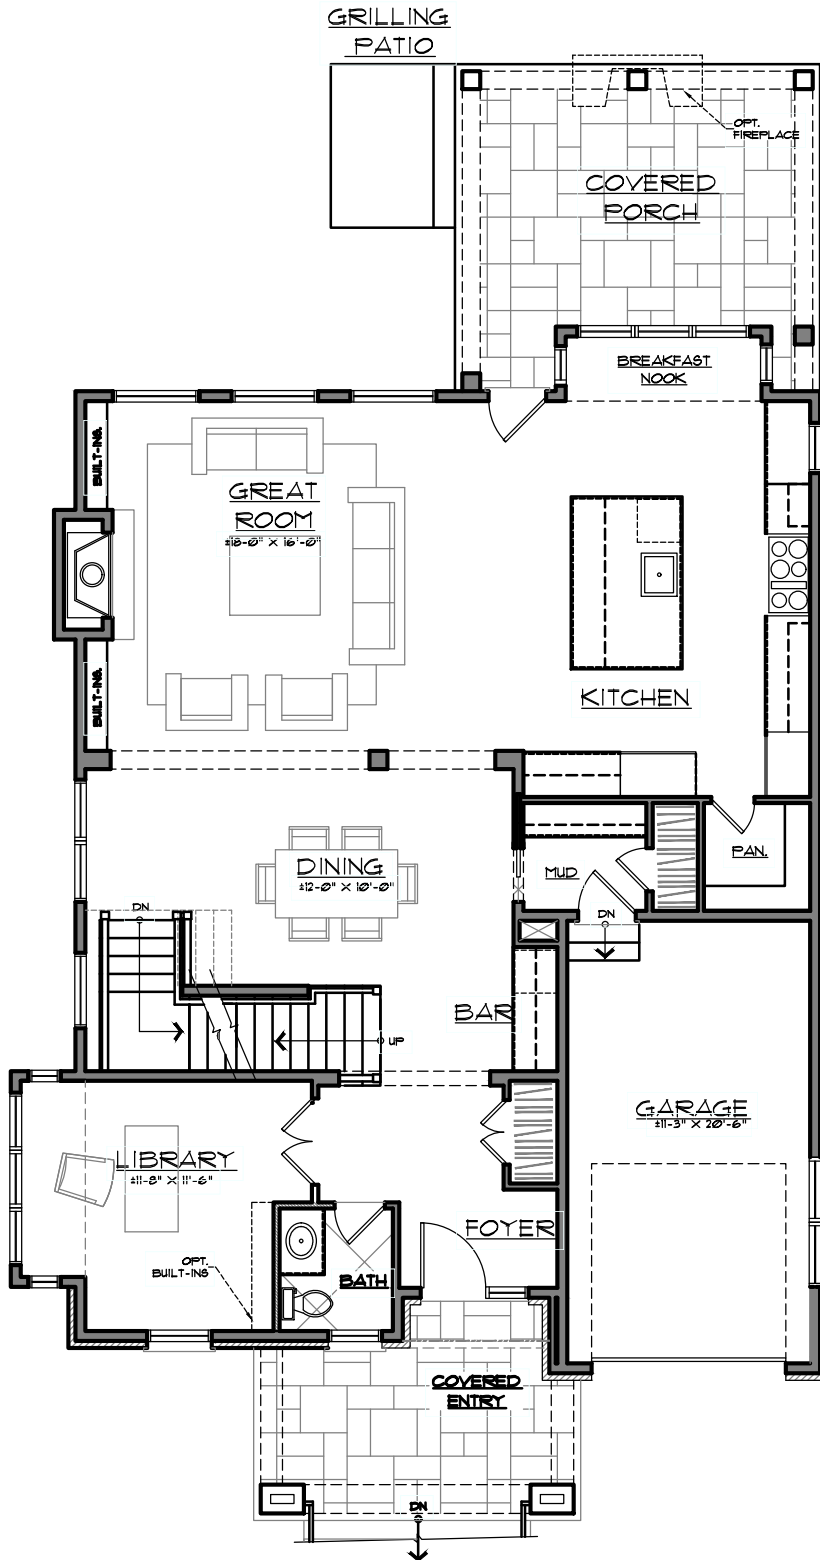 GRILLING
PATIO
OPT.
FIREPLACE
COVERED
PORCH
BREAKFAST
NOOK
BUILT-INS.
GREAT
ROOM
±18'-0" X 16'-0"
BUILT-INS.
KITCHEN
DINING
±12'-0" X 10'-0"
MUD
PAN.
DN
DN
BAR
UP
GARAGE
±11'-3" X 20'-6"
LIBRARY
±11'-8" X 11'-6"
FOYER
OPT.
BUILT-INS
BATH
COVERED
ENTRY
DN